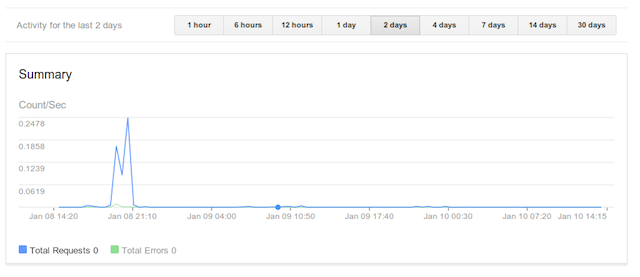 Activity for the last 2 days 1 hour 6 hours 12 hours 1 day 2 days 4 days 7 days 14 days 30 days
Summary
Count/Sec
0.2478
0.1858
0.1239
0.0619
Jan 08 14:20 Jan 08 21:10 Jan 09 04:00 Jan 09 10:50 Jan 09 17:40 Jan 10 00:30 Jan 10 07:20 Jan 10 14:15
Total Requests 0 Total Errors 0